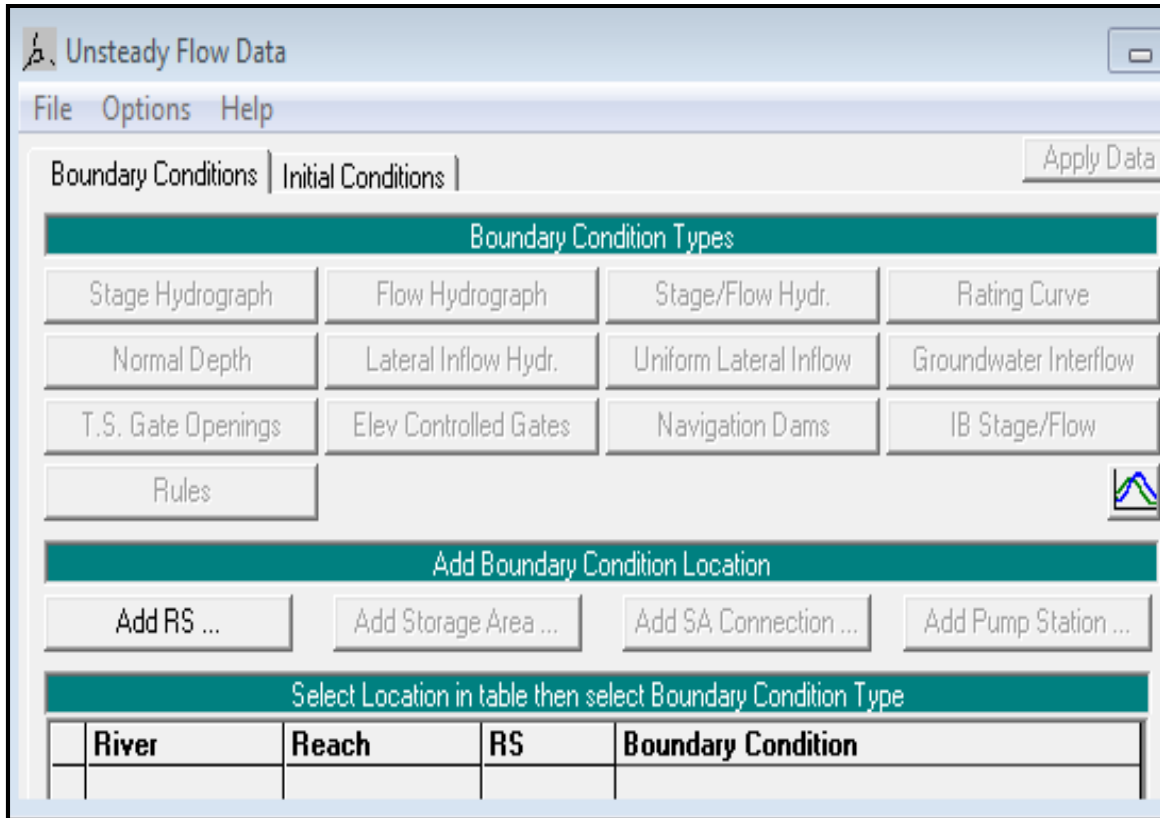 Unsteady Flow Data
File Options Help
Boundary Conditions Initial Conditions Apply Data
Boundary Condition Types
Stage Hydrograph Flow Hydrograph Stage/Flow Hydr. Rating Curve
Normal Depth Lateral Inflow Hydr. Uniform Lateral Inflow Groundwater Interflow
T.S. Gate Openings Elev Controlled Gates Navigation Dams IB Stage/Flow
Rules
Add Boundary Condition Location
Add RS ... Add Storage Area ... Add SA Connection ... Add Pump Station ...
Select Location in table then select Boundary Condition Type
River Reach RS Boundary Condition